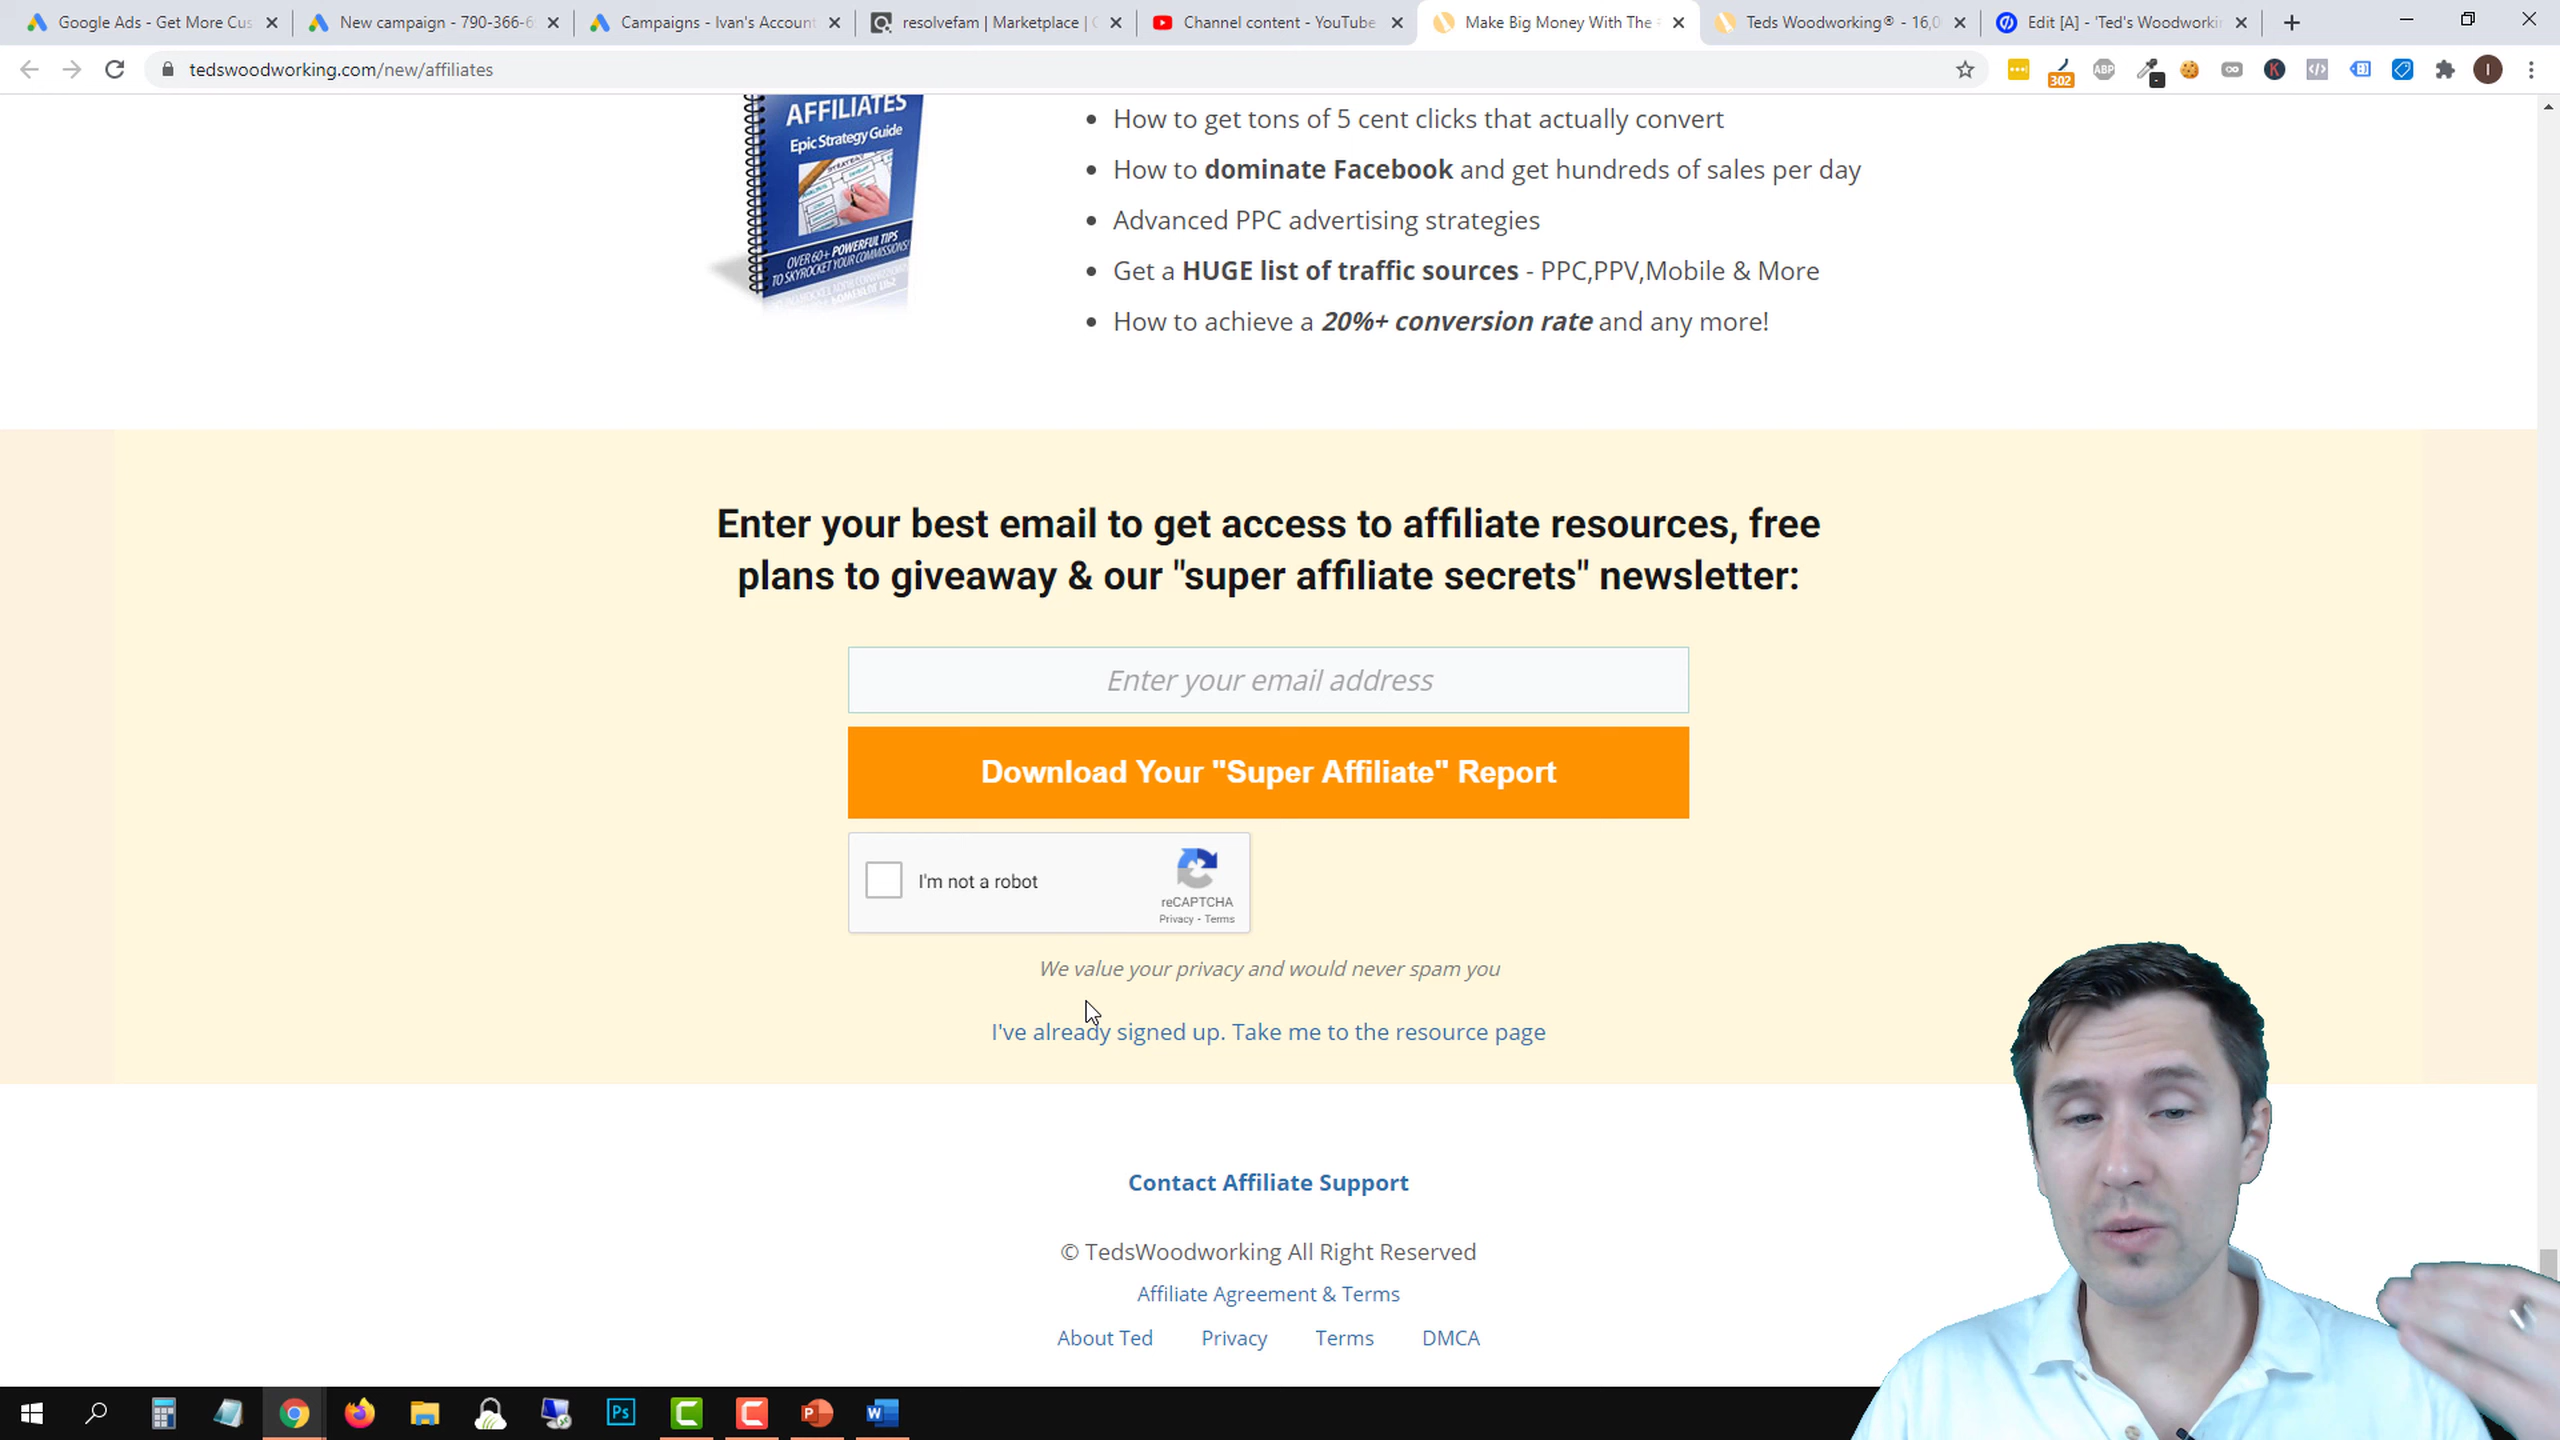 Google Ads - Get More Cus
New campaign - 790-366-6
Campaigns - Ivan's Account
resolvefam | Marketplace | C
Channel content - YouTube
Make Big Money With The
Teds Woodworking® - 16,0
Edit [A] - 'Ted's Woodworki
tedswoodworking.com/new/affiliates
302
ABP
K
I
AFFILIATES
Epic Strategy Guide
OVER 60+ POWERFUL TIPS
TO SKYROCKET YOUR COMMISSIONS!
• How to get tons of 5 cent clicks that actually convert
• How to dominate Facebook and get hundreds of sales per day
• Advanced PPC advertising strategies
• Get a HUGE list of traffic sources - PPC,PPV,Mobile & More
• How to achieve a 20%+ conversion rate and any more!
Enter your best email to get access to affiliate resources, free
plans to giveaway & our "super affiliate secrets" newsletter:
Enter your email address
Download Your "Super Affiliate" Report
I'm not a robot
reCAPTCHA
Privacy - Terms
We value your privacy and would never spam you
I've already signed up. Take me to the resource page
Contact Affiliate Support
© TedsWoodworking All Right Reserved
Affiliate Agreement & Terms
About Ted Privacy Terms DMCA
Ps